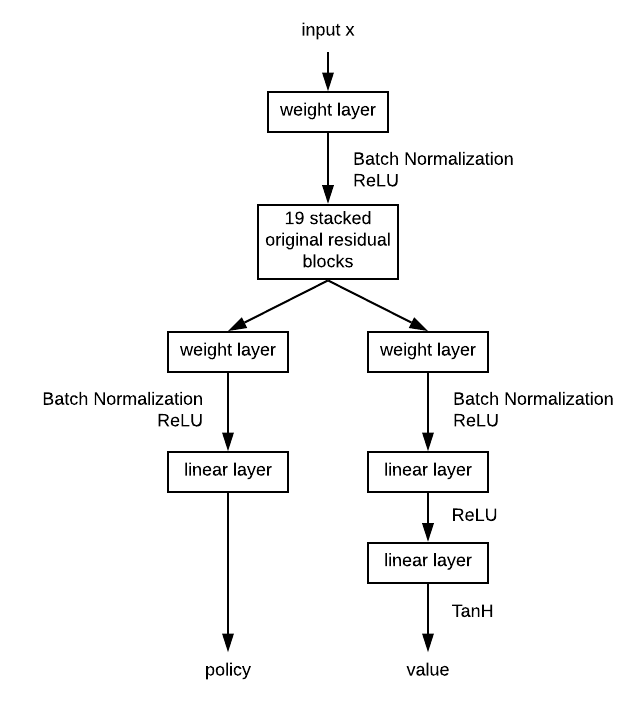 input x
weight layer
Batch Normalization
ReLU
19 stacked
original residual
blocks
weight layer
weight layer
Batch Normalization
ReLU
Batch Normalization
ReLU
linear layer
linear layer
ReLU
linear layer
TanH
policy
value